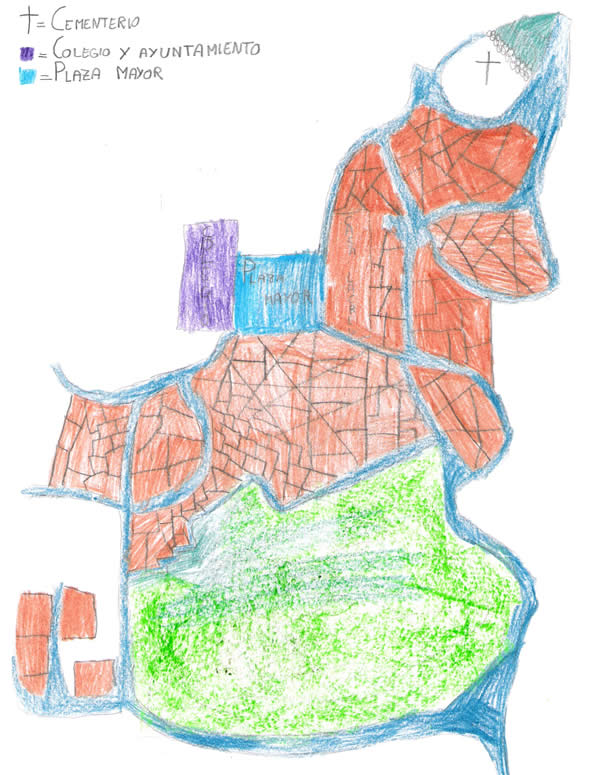 †= CEMENTERIO
= COLEGIO Y AYUNTAMIENTO
= PLAZA MAYOR
PLAZA
MAYOR